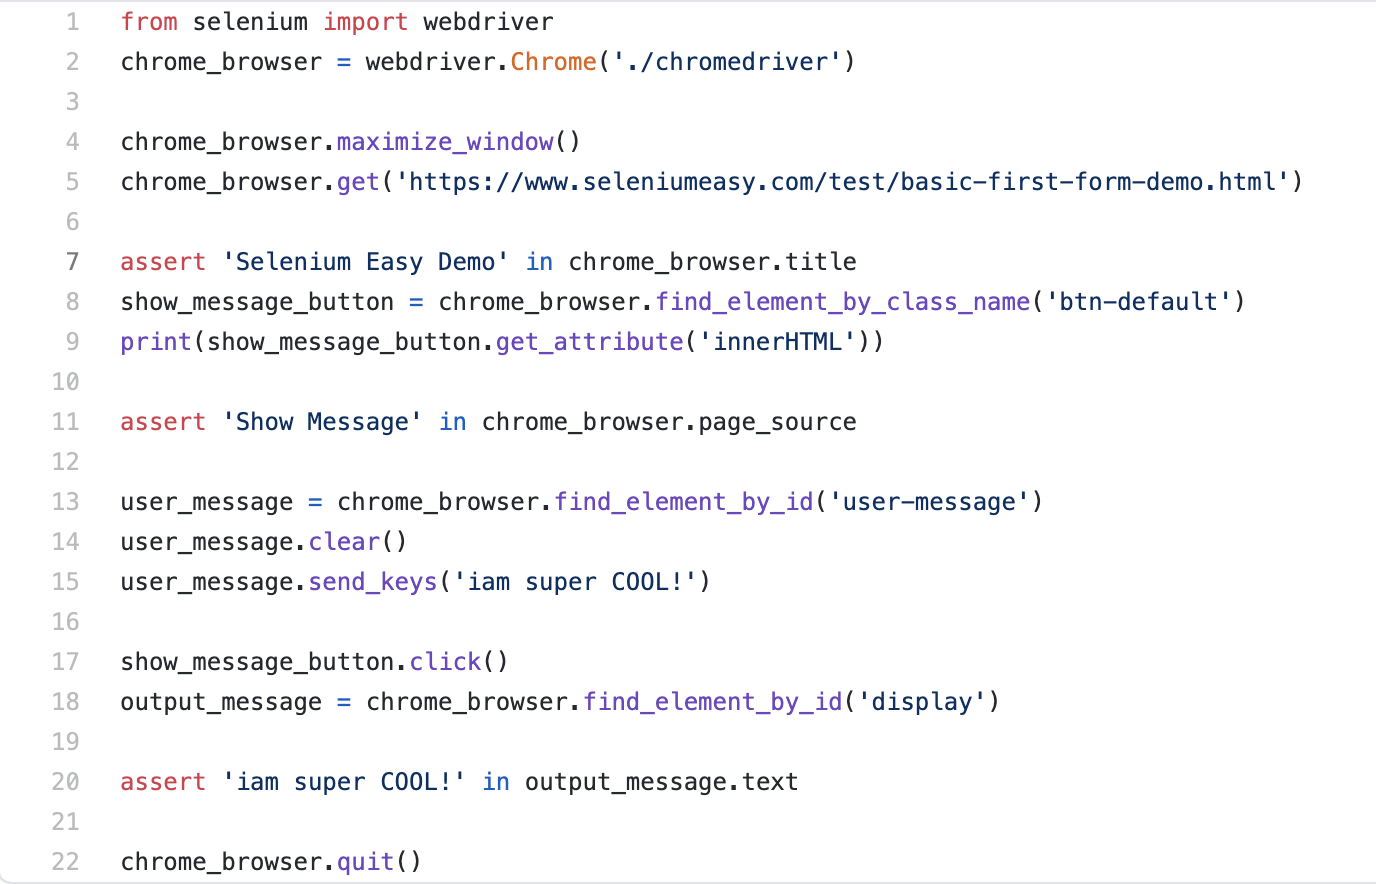 1 from selenium import webdriver
2 chrome_browser = webdriver.Chrome('./chromedriver')
3
4 chrome_browser.maximize_window()
5 chrome_browser.get('https://www.seleniumeasy.com/test/basic-first-form-demo.html')
6
7 assert 'Selenium Easy Demo' in chrome_browser.title
8 show_message_button = chrome_browser.find_element_by_class_name('btn-default')
9 print(show_message_button.get_attribute('innerHTML'))
10
11 assert 'Show Message' in chrome_browser.page_source
12
13 user_message = chrome_browser.find_element_by_id('user-message')
14 user_message.clear()
15 user_message.send_keys('iam super COOL!')
16
17 show_message_button.click()
18 output_message = chrome_browser.find_element_by_id('display')
19
20 assert 'iam super COOL!' in output_message.text
21
22 chrome_browser.quit()